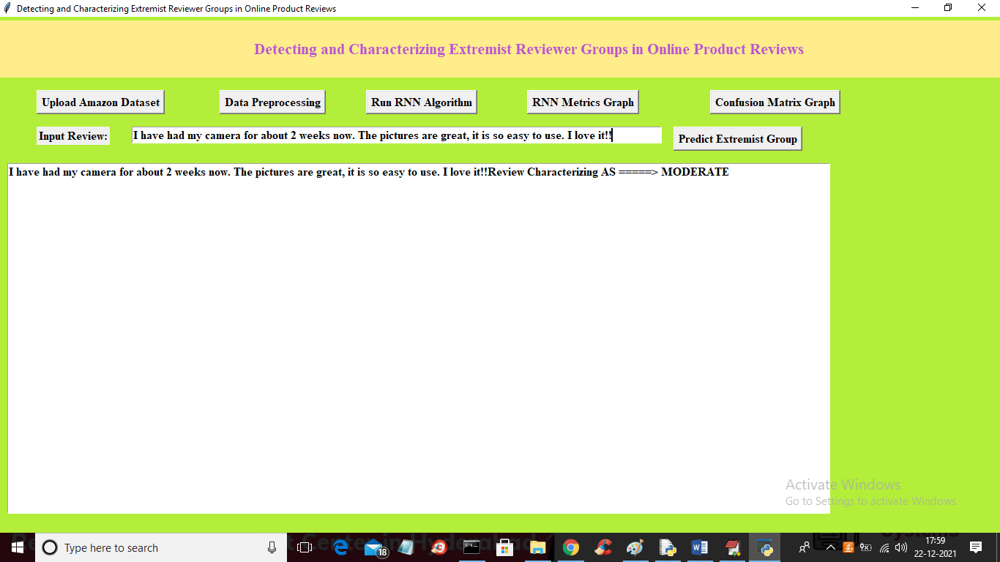 Detecting and Characterizing Extremist Reviewer Groups in Online Product Reviews
Detecting and Characterizing Extremist Reviewer Groups in Online Product Reviews
Upload Amazon Dataset
Data Preprocessing
Run RNN Algorithm
RNN Metrics Graph
Confusion Matrix Graph
Input Review:
I have had my camera for about 2 weeks now. The pictures are great, it is so easy to use. I love it!!
Predict Extremist Group
I have had my camera for about 2 weeks now. The pictures are great, it is so easy to use. I love it!!Review Characterizing AS =====> MODERATE
Activate Windows
Go to Settings to activate Windows.
Type here to search
18
17:59
22-12-2021